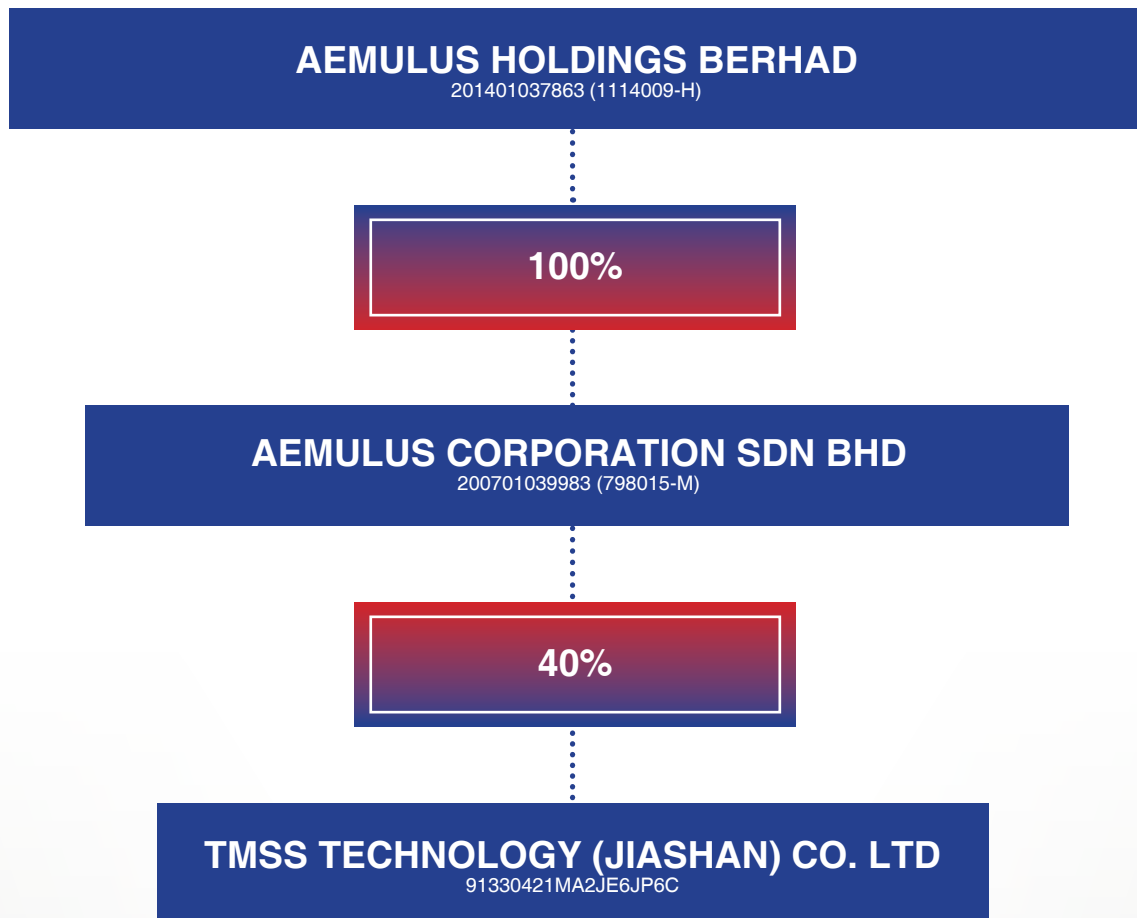 AEMULUS HOLDINGS BERHAD
201401037863 (1114009-H)
100%
AEMULUS CORPORATION SDN BHD
200701039983 (798015-M)
40%
TMSS TECHNOLOGY (JIASHAN) CO. LTD
91330421MA2JE6JP6C